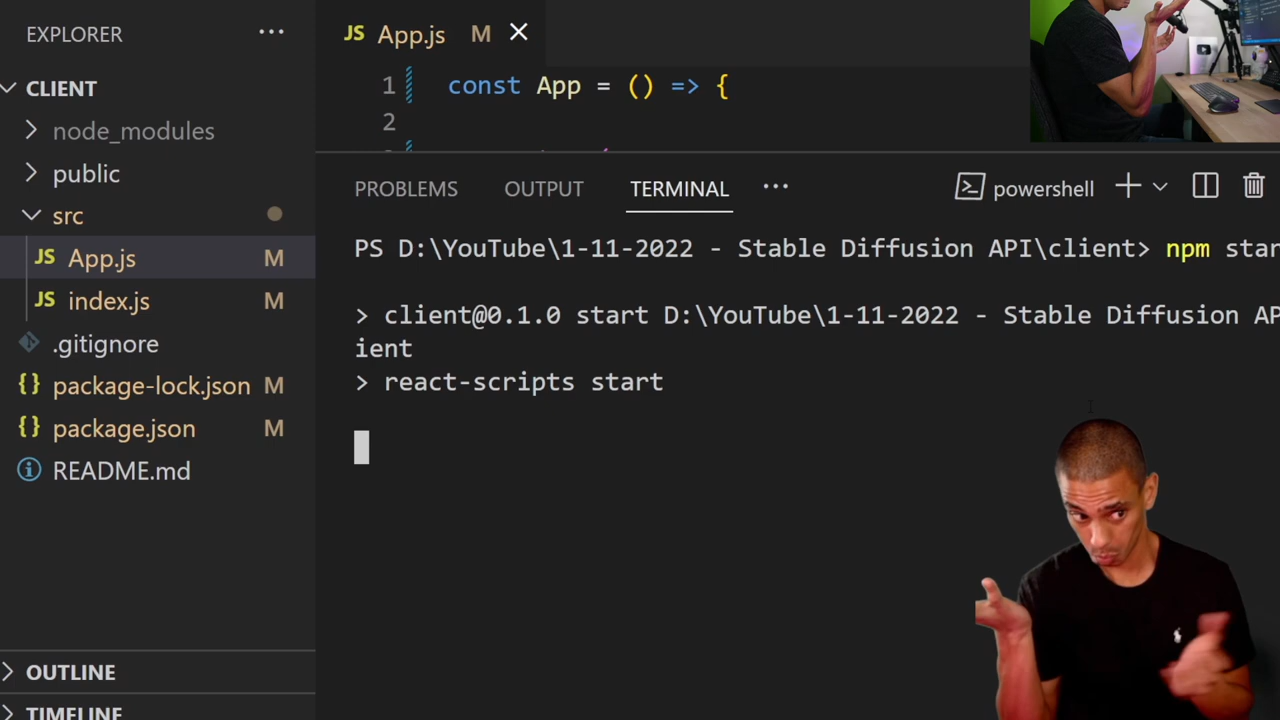 EXPLORER
CLIENT
node_modules
public
src
JS App.js M
JS index.js M
.gitignore
{} package-lock.json M
{} package.json M
README.md
OUTLINE
TIMELINE
JS App.js M
1 const App = () => {
2
PROBLEMS OUTPUT TERMINAL
powershell
PS D:\YouTube\1-11-2022 - Stable Diffusion API\client> npm star
> client@0.1.0 start D:\YouTube\1-11-2022 - Stable Diffusion AP
ient
> react-scripts start